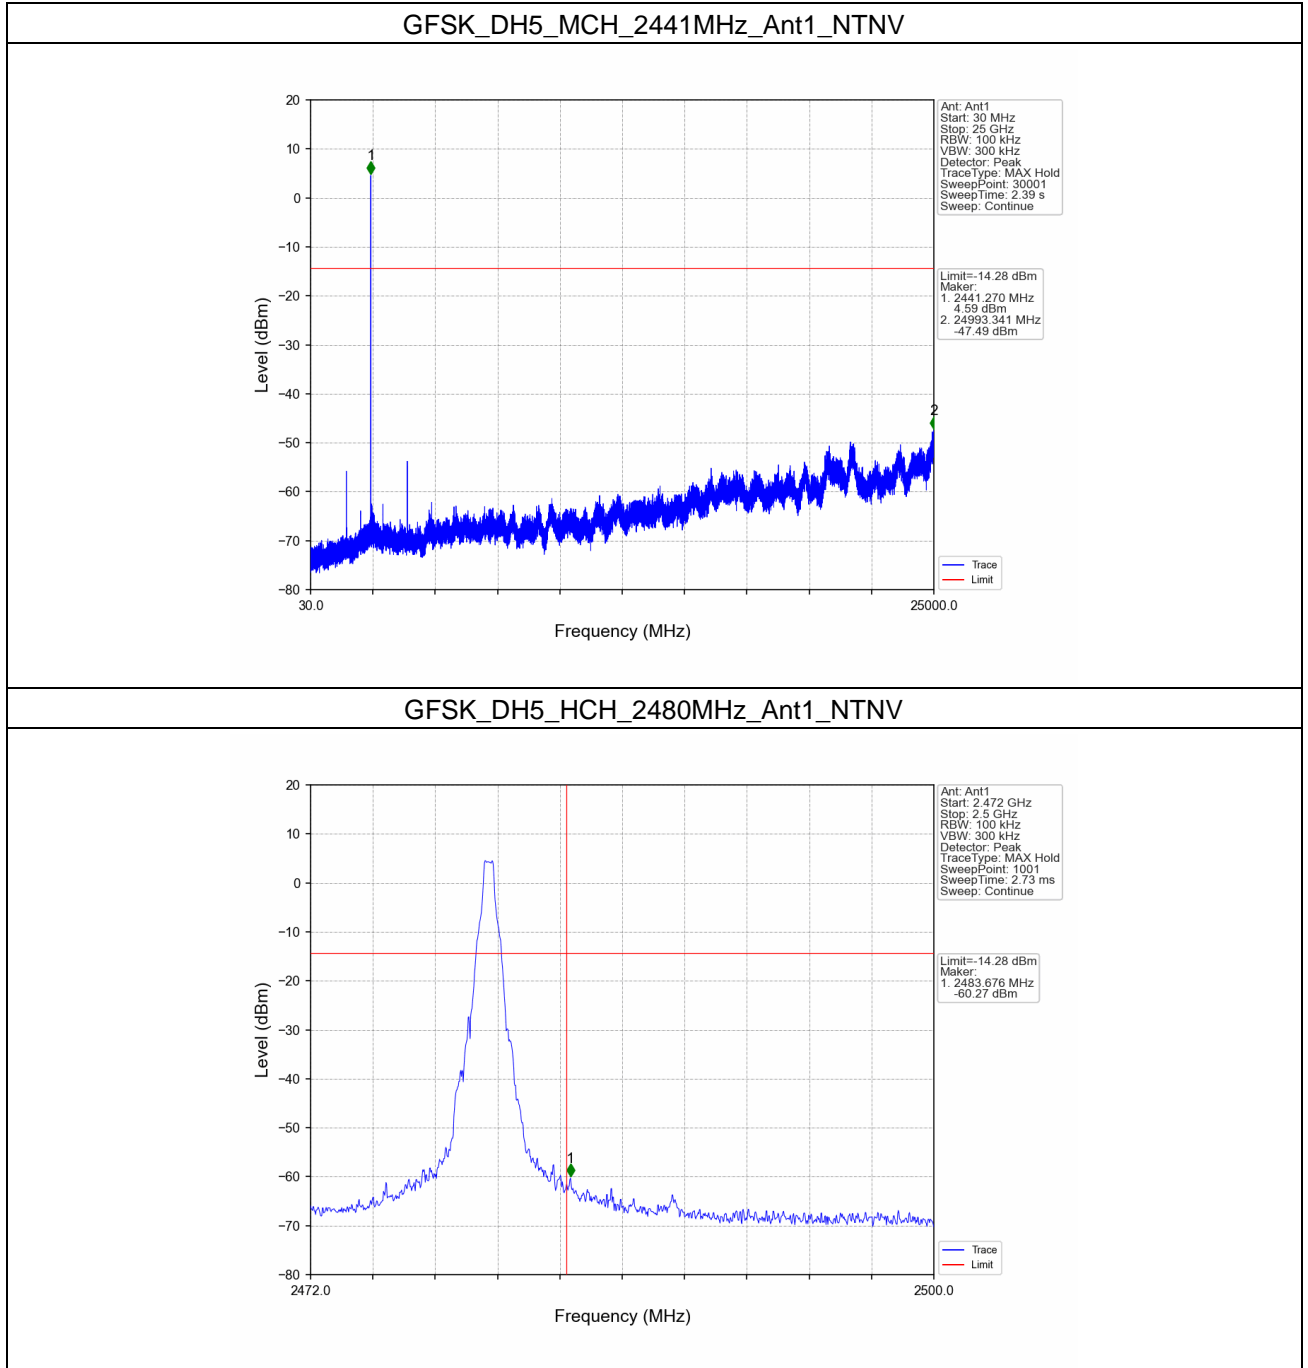 GFSK_DH5_MCH_2441MHz_Ant1_NTNV
20
10
0
−10
−20
−30
−40
−50
−60
−70
−80
Level (dBm)
1
2
30.0
25000.0
Frequency (MHz)
Ant: Ant1
Start: 30 MHz
Stop: 25 GHz
RBW: 100 kHz
VBW: 300 kHz
Detector: Peak
TraceType: MAX Hold
SweepPoint: 30001
SweepTime: 2.39 s
Sweep: Continue
Limit=-14.28 dBm
Maker:
1. 2441.270 MHz
4.59 dBm
2. 24993.341 MHz
-47.49 dBm
Trace
Limit
GFSK_DH5_HCH_2480MHz_Ant1_NTNV
20
10
0
−10
−20
−30
−40
−50
−60
−70
−80
Level (dBm)
1
2472.0
2500.0
Frequency (MHz)
Ant: Ant1
Start: 2.472 GHz
Stop: 2.5 GHz
RBW: 100 kHz
VBW: 300 kHz
Detector: Peak
TraceType: MAX Hold
SweepPoint: 1001
SweepTime: 2.73 ms
Sweep: Continue
Limit=-14.28 dBm
Maker:
1. 2483.676 MHz
-60.27 dBm
Trace
Limit